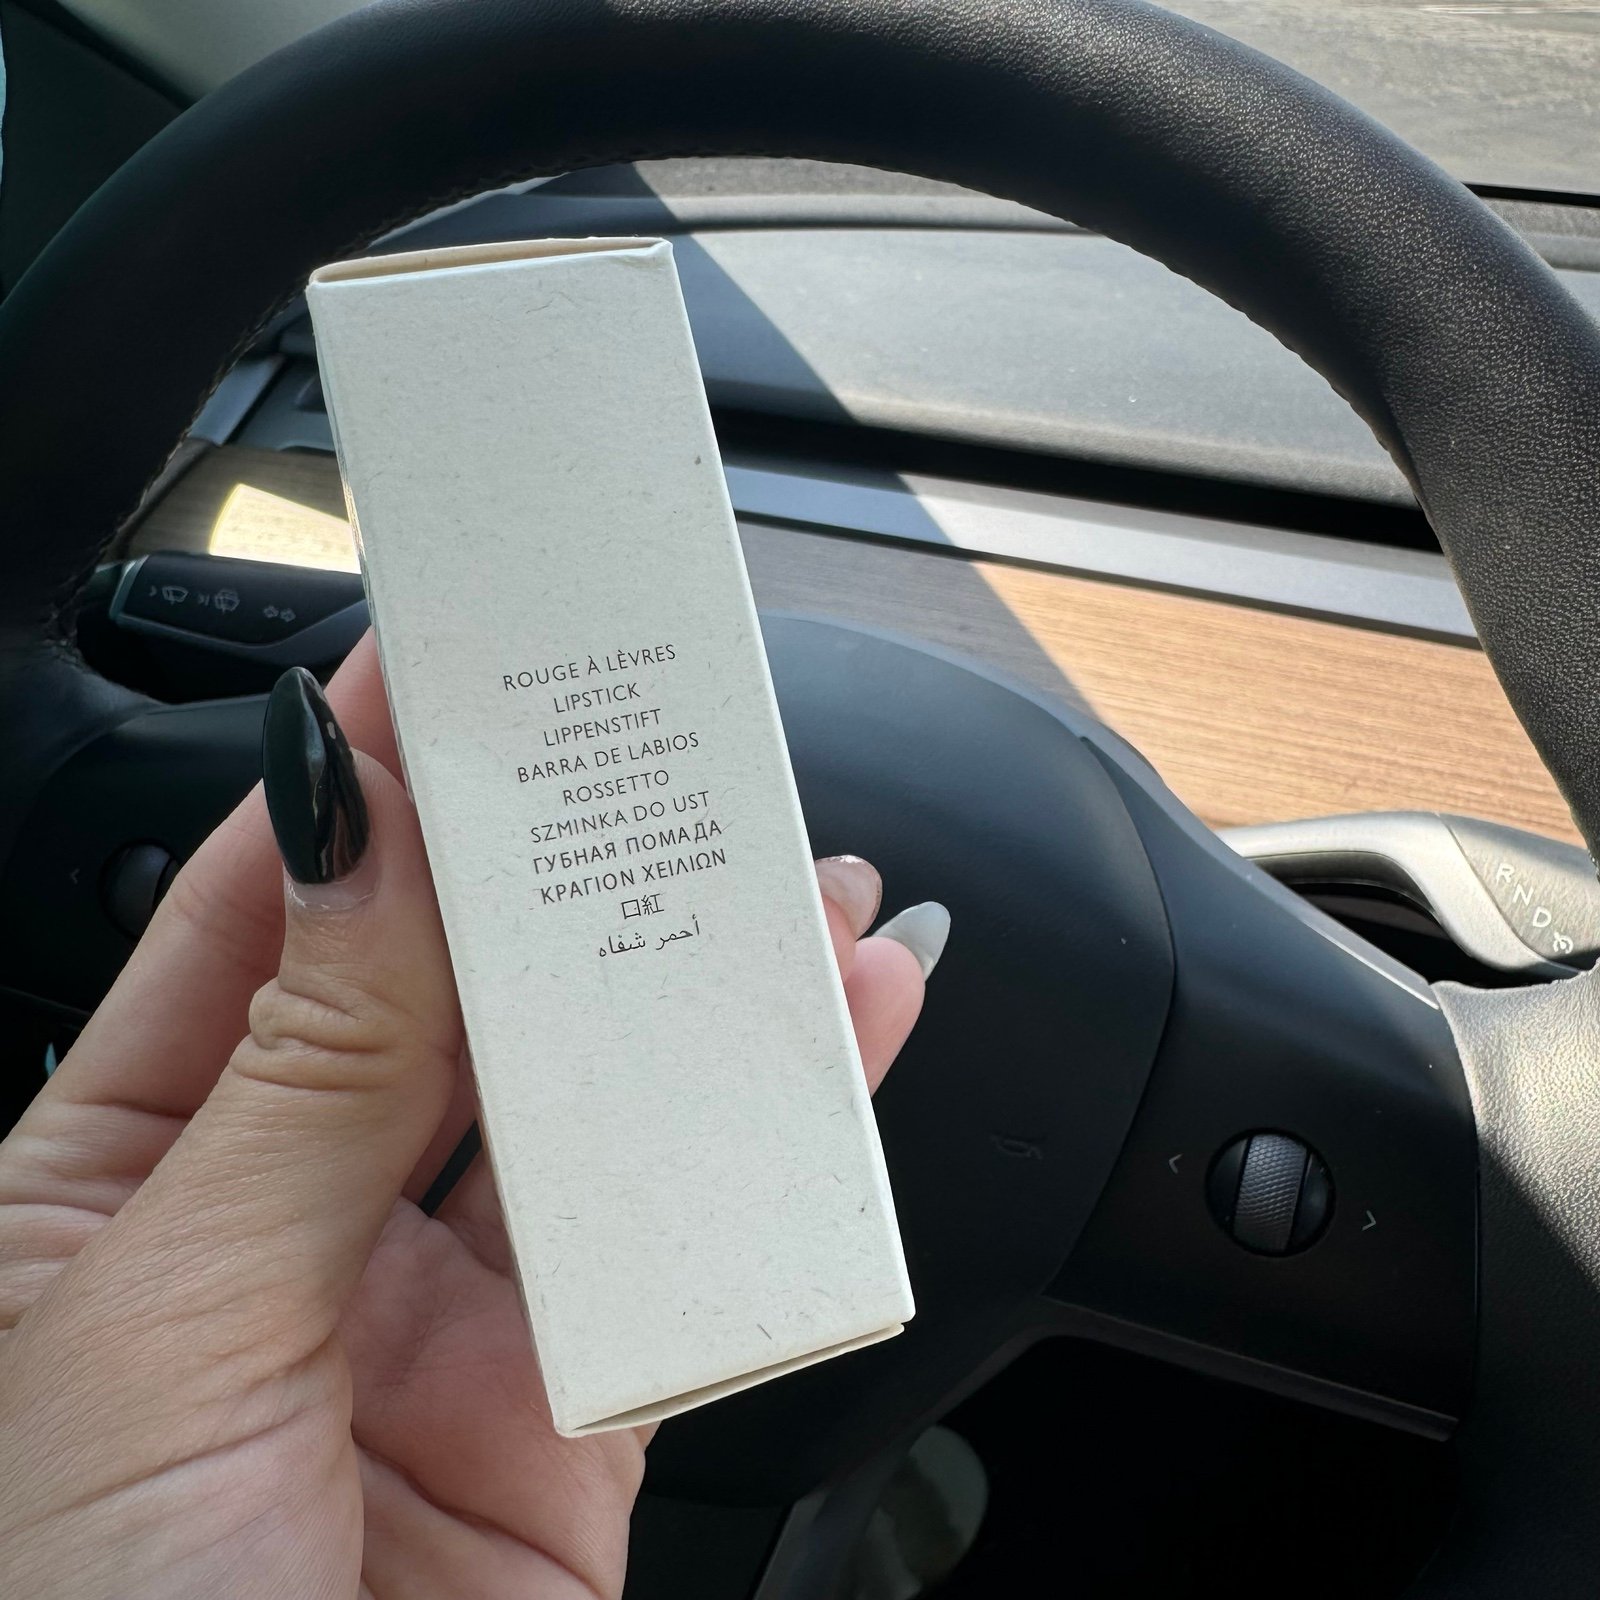 ROUGE À LÈVRES
LIPSTICK
LIPPENSTIFT
BARRA DE LABIOS
ROSSETTO
SZMINKA DO UST
ГУБНАЯ ПОМАДА
ΚΡΑΓΙΟΝ ΧΕΙΛΙΩΝ
口紅
أحمر شفاه
R N D